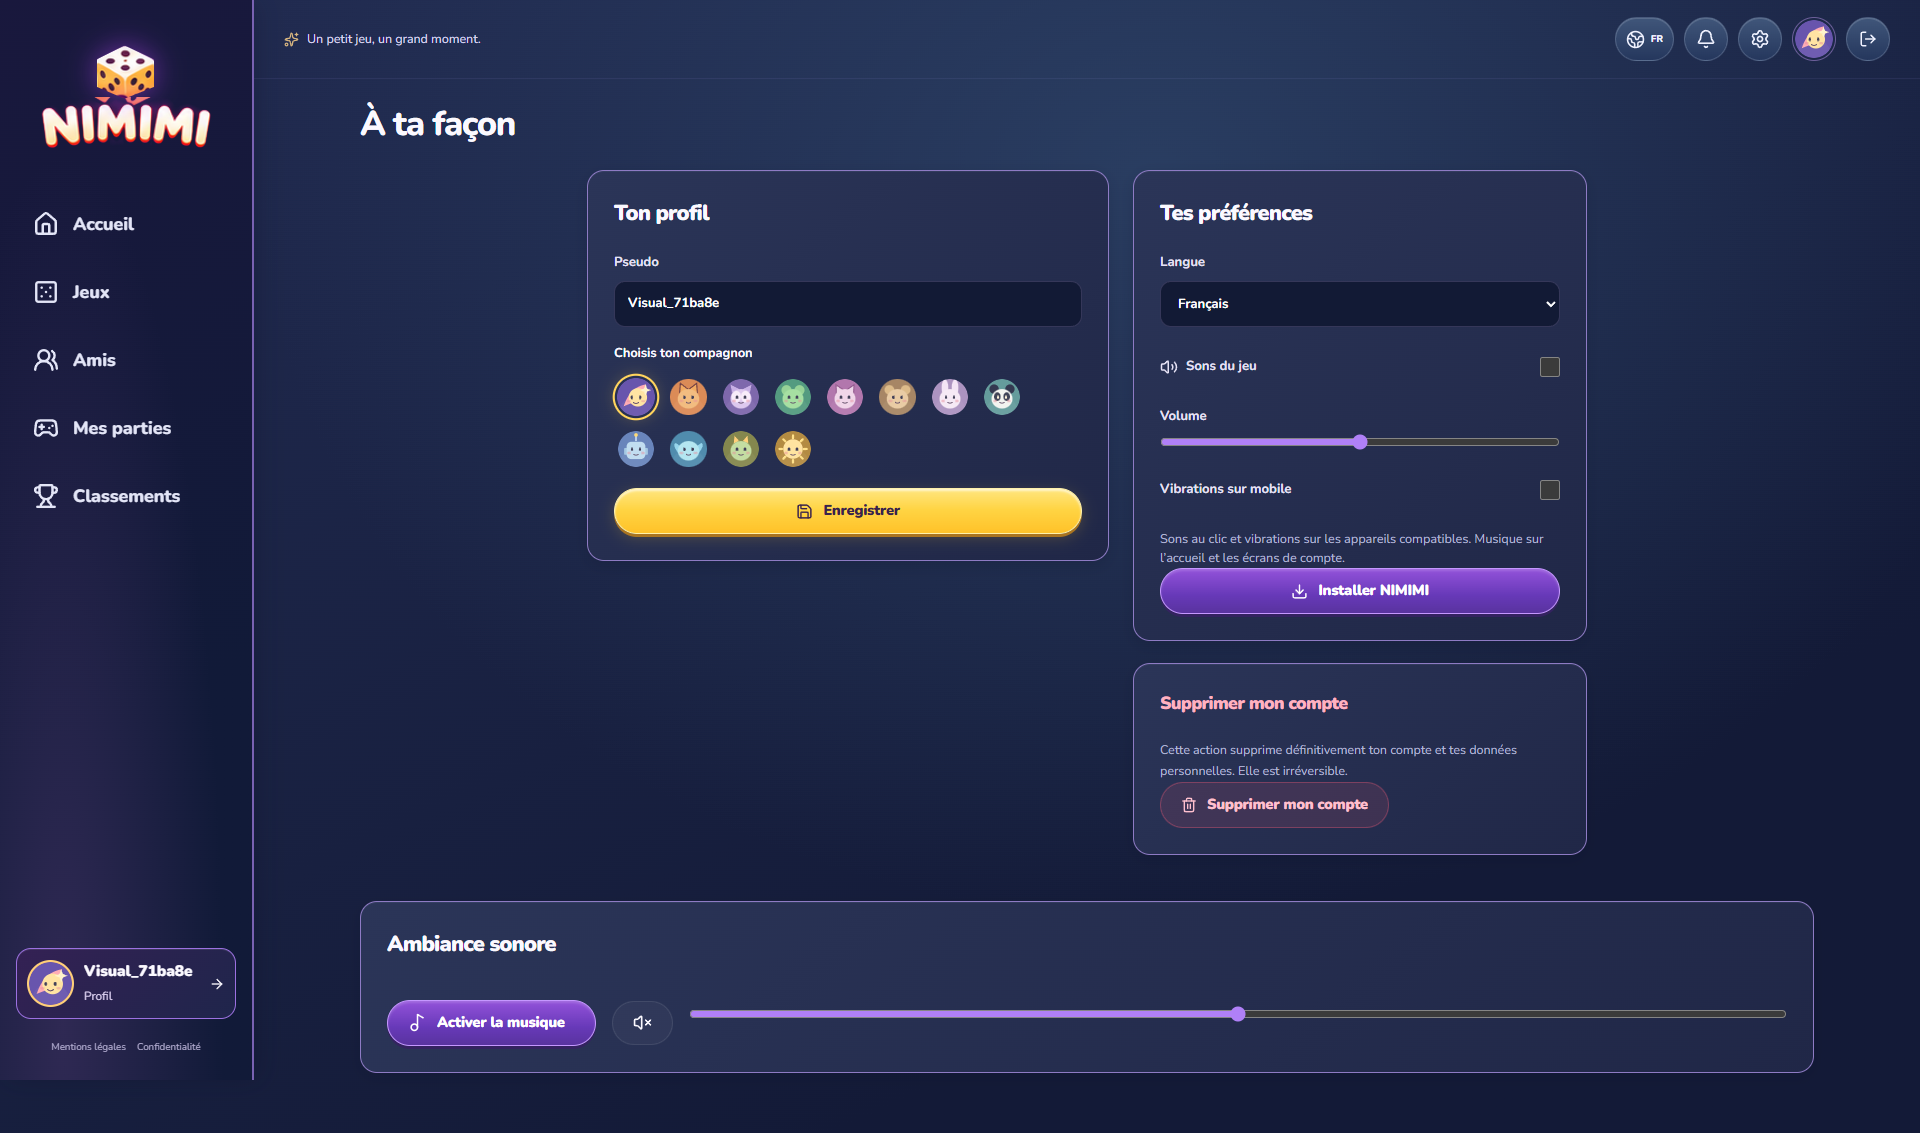 NIMIMI
Un petit jeu, un grand moment.
FR
Accueil
Jeux
Amis
Mes parties
Classements
Visual_71ba8e
Profil
Mentions légales Confidentialité
À ta façon
Ton profil
Pseudo
Visual_71ba8e
Choisis ton compagnon
Enregistrer
Tes préférences
Langue
Français
Sons du jeu
Volume
Vibrations sur mobile
Sons au clic et vibrations sur les appareils compatibles. Musique sur
l'accueil et les écrans de compte.
Installer NIMIMI
Supprimer mon compte
Cette action supprime définitivement ton compte et tes données
personnelles. Elle est irréversible.
Supprimer mon compte
Ambiance sonore
Activer la musique